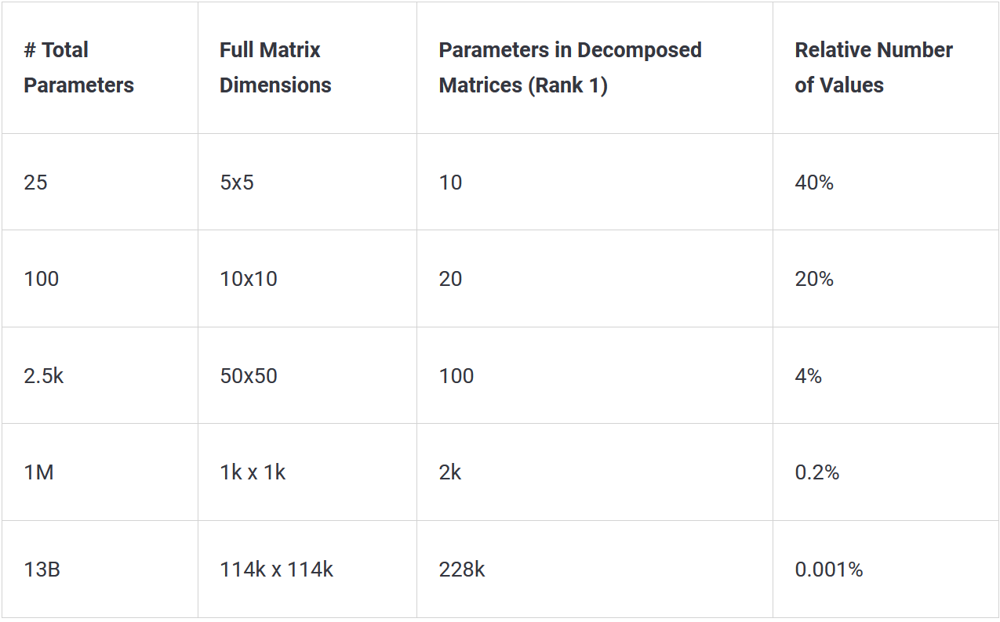 # Total
Parameters
Full Matrix
Dimensions
Parameters in Decomposed
Matrices (Rank 1)
Relative Number
of Values
25
5x5
10
40%
100
10x10
20
20%
2.5k
50x50
100
4%
1M
1k x 1k
2k
0.2%
13B
114k x 114k
228k
0.001%